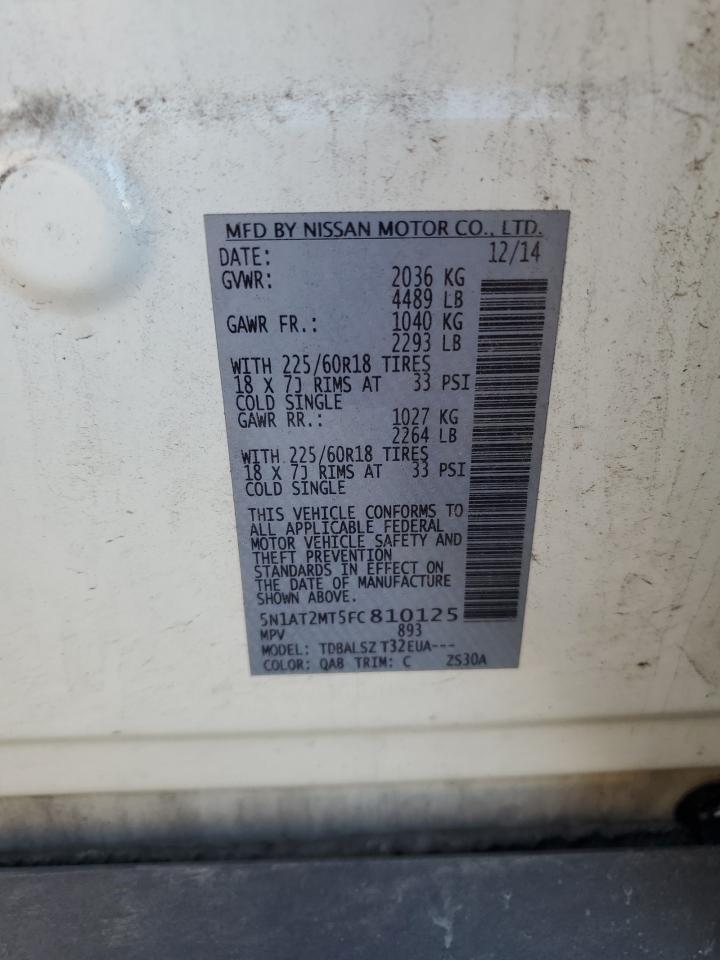 MFD BY NISSAN MOTOR CO., LTD.
DATE: 12/14
GVWR: 2036 KG
4489 LB
GAWR FR.: 1040 KG
2293 LB
WITH 225/60R18 TIRES
18 X 7J RIMS AT 33 PSI
COLD SINGLE
GAWR RR.: 1027 KG
2264 LB
WITH 225/60R18 TIRES
18 X 7J RIMS AT 33 PSI
COLD SINGLE
THIS VEHICLE CONFORMS TO
ALL APPLICABLE FEDERAL
MOTOR VEHICLE SAFETY AND
THEFT PREVENTION
STANDARDS IN EFFECT ON
THE DATE OF MANUFACTURE
SHOWN ABOVE.
5N1AT2MT5FC810125
MPV 893
MODEL: TDBALSZ T32EUA---
COLOR: QAB TRIM: C ZS30A